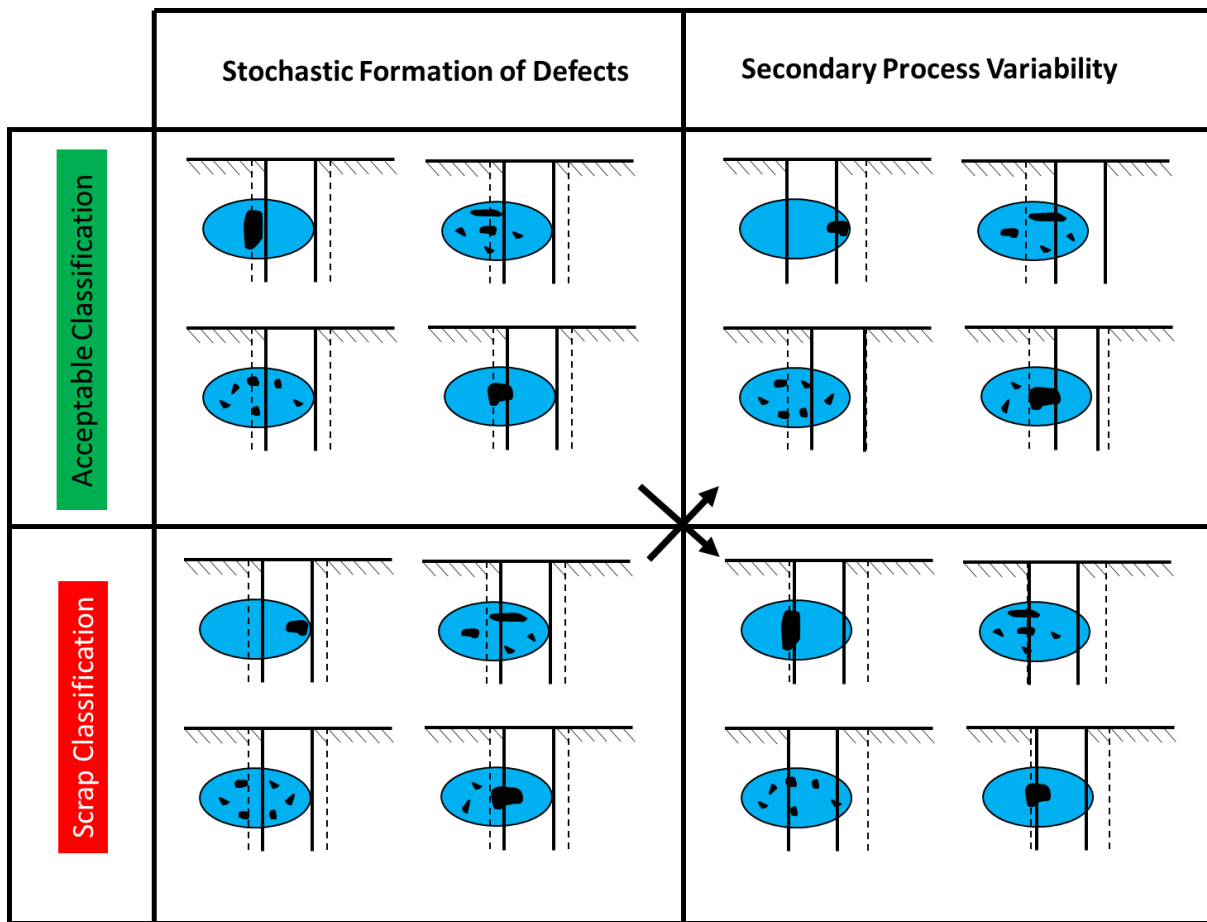 Stochastic Formation of Defects
Secondary Process Variability
Acceptable Classification
Scrap Classification